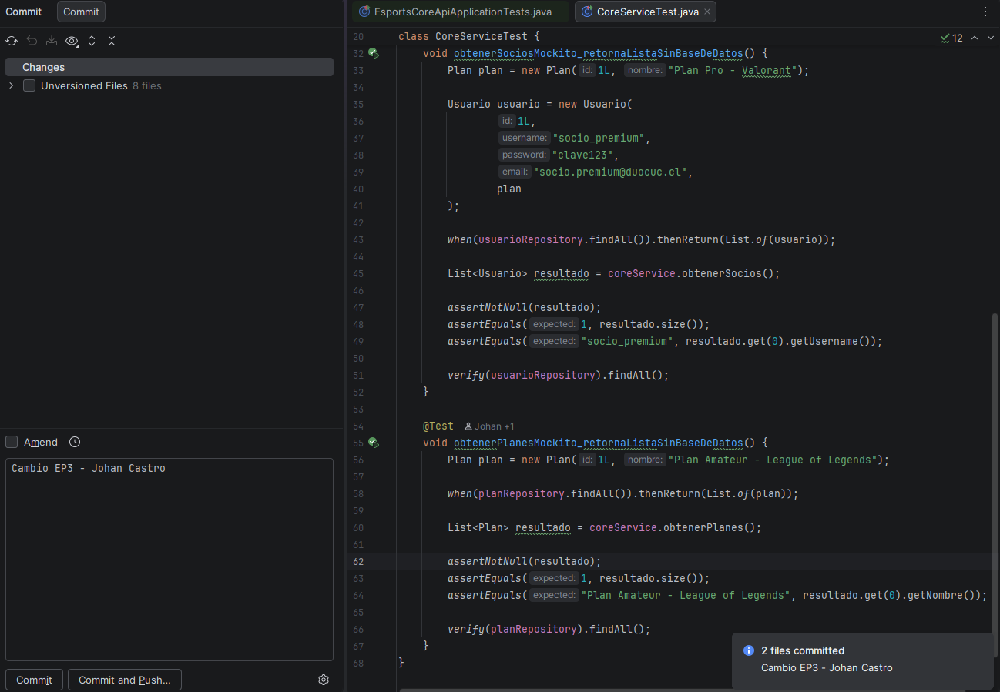 Commit Commit
Changes
Unversioned Files 8 files
Amend
Cambio EP3 - Johan Castro
Commit Commit and Push...
EsportsCoreApiApplicationTests.java CoreServiceTest.java
12
20 class CoreServiceTest {
32 void obtenerSociosMockito_retornaListaSinBaseDeDatos() {
33 Plan plan = new Plan( id: 1L, nombre: "Plan Pro - Valorant");
34
35 Usuario usuario = new Usuario(
36 id: 1L,
37 username: "socio_premium",
38 password: "clave123",
39 email: "socio.premium@duocuc.cl",
40 plan
41 );
42
43 when(usuarioRepository.findAll()).thenReturn(List.of(usuario));
44
45 List<Usuario> resultado = coreService.obtenerSocios();
46
47 assertNotNull(resultado);
48 assertEquals( expected: 1, resultado.size());
49 assertEquals( expected: "socio_premium", resultado.get(0).getUsername());
50
51 verify(usuarioRepository).findAll();
52 }
53
54 @Test Johan +1
55 void obtenerPlanesMockito_retornaListaSinBaseDeDatos() {
56 Plan plan = new Plan( id: 1L, nombre: "Plan Amateur - League of Legends");
57
58 when(planRepository.findAll()).thenReturn(List.of(plan));
59
60 List<Plan> resultado = coreService.obtenerPlanes();
61
62 assertNotNull(resultado);
63 assertEquals( expected: 1, resultado.size());
64 assertEquals( expected: "Plan Amateur - League of Legends", resultado.get(0).getNombre());
65
66 verify(planRepository).findAll();
67 }
68 }
2 files committed
Cambio EP3 - Johan Castro